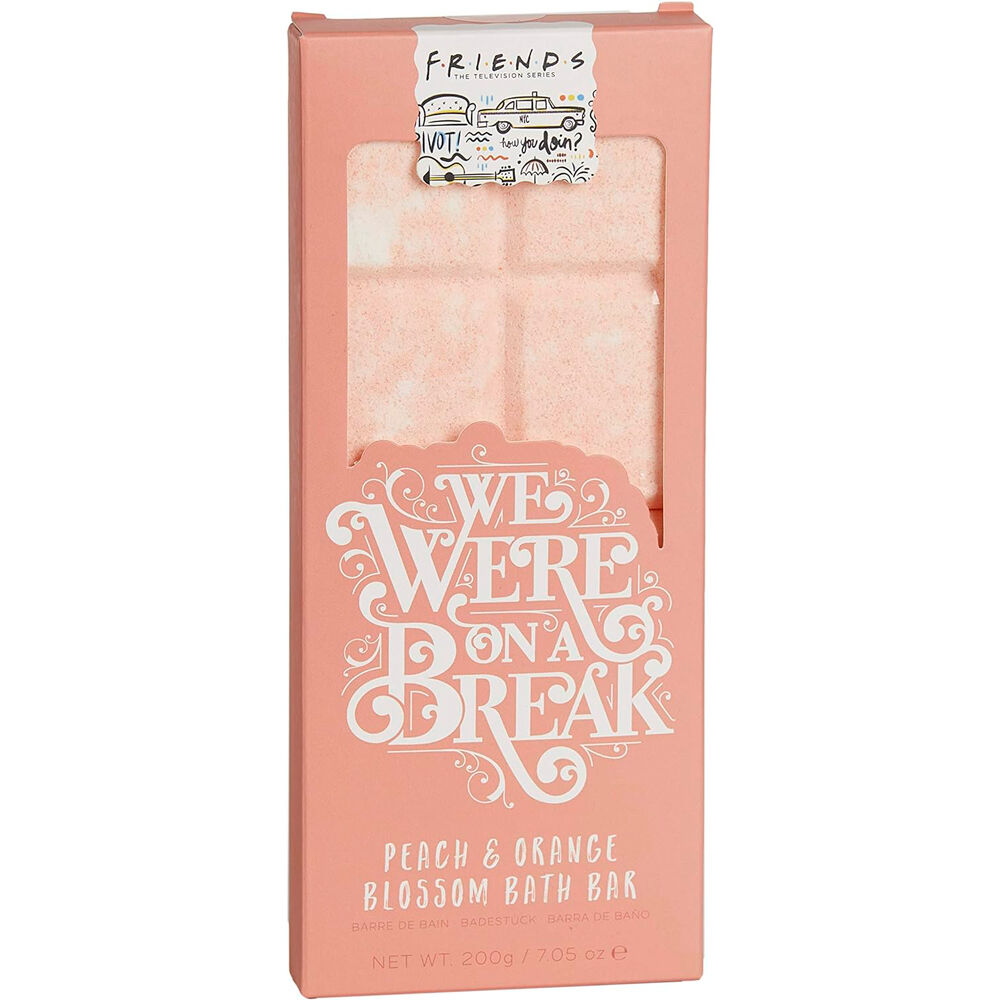 F·R·I·E·N·D·S
THE TELEVISION SERIES
NYC
IVOT!
how you doin?
WE
WERE
ON A
BREAK
PEACH & ORANGE
BLOSSOM BATH BAR
BARRE DE BAIN · BADESTÜCK · BARRA DE BAÑO
NET WT. 200g / 7.05 oz ℮